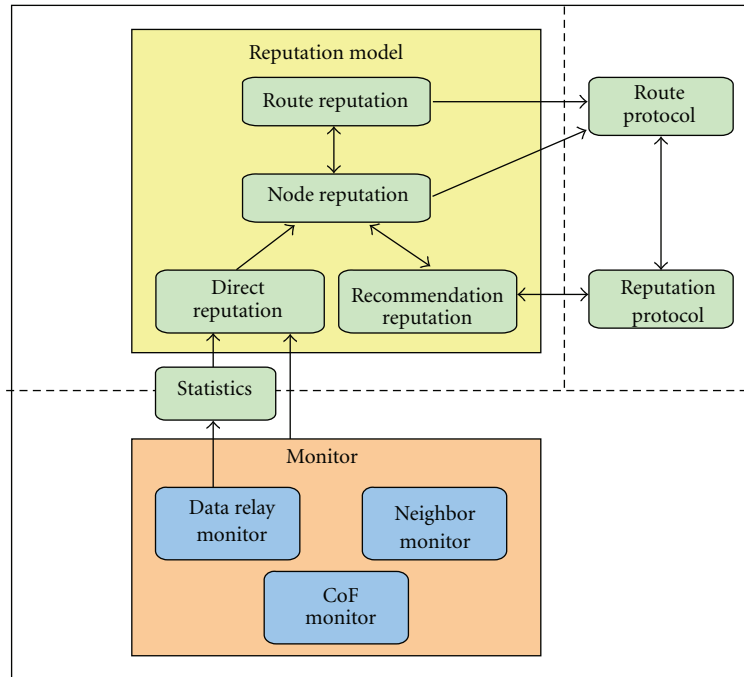 Reputation model
Route reputation
Route
protocol
Node reputation
Direct
reputation
Recommendation
reputation
Reputation
protocol
Statistics
Monitor
Data relay
monitor
Neighbor
monitor
CoF
monitor